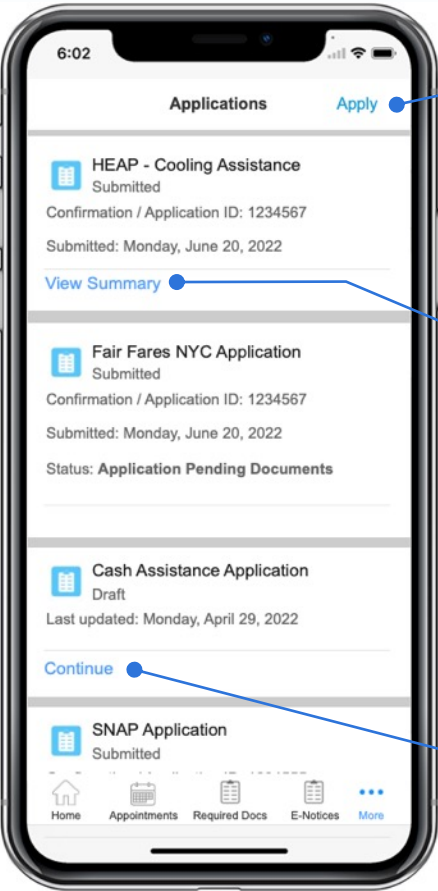 6:02
Applications Apply
HEAP - Cooling Assistance
Submitted
Confirmation / Application ID: 1234567
Submitted: Monday, June 20, 2022
View Summary
Fair Fares NYC Application
Submitted
Confirmation / Application ID: 1234567
Submitted: Monday, June 20, 2022
Status: Application Pending Documents
Cash Assistance Application
Draft
Last updated: Monday, April 29, 2022
Continue
SNAP Application
Submitted
Home Appointments Required Docs E-Notices More